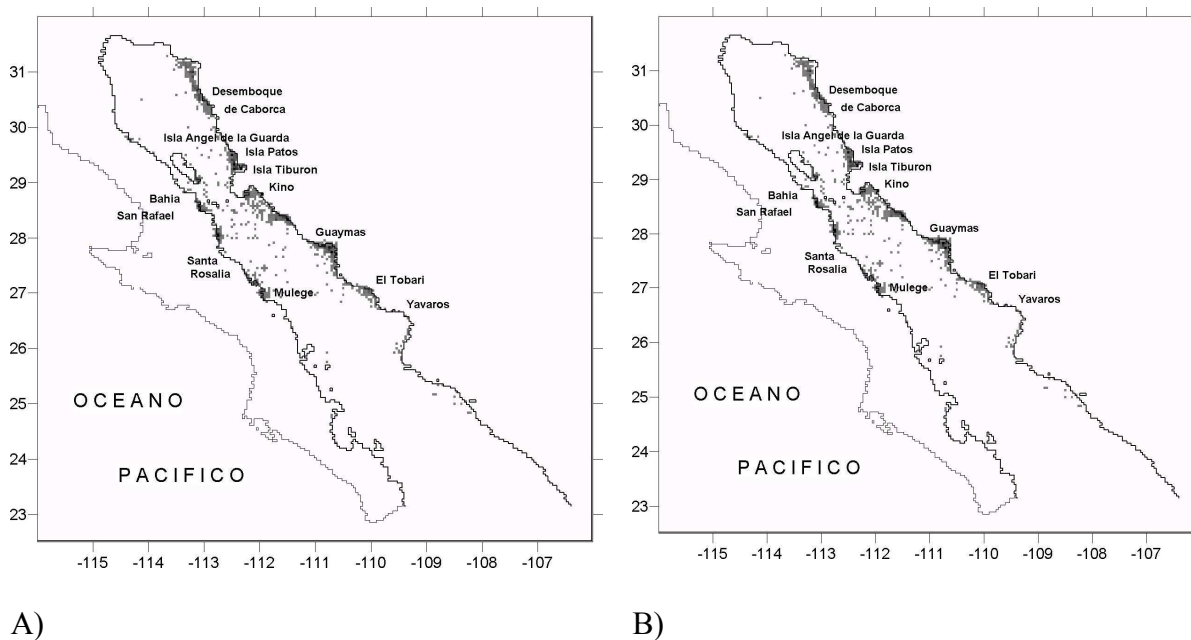 31
30
29
28
27
26
25
24
23
Desemboque
de Caborca
Isla Angel de la Guarda
Isla Patos
Isla Tiburon
Kino
Bahia
San Rafael
Guaymas
Santa
Rosalia
El Tobari
Mulege
Yavaros
OCEANO
PACIFICO
-115 -114 -113 -112 -111 -110 -109 -108 -107
A)
31
30
29
28
27
26
25
24
23
Desemboque
de Caborca
Isla Angel de la Guarda
Isla Patos
Isla Tiburon
Kino
Bahia
San Rafael
Guaymas
Santa
Rosalia
El Tobari
Mulege
Yavaros
OCEANO
PACIFICO
-115 -114 -113 -112 -111 -110 -109 -108 -107
B)